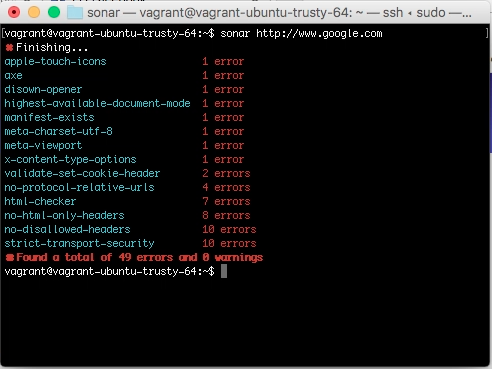 sonar — vagrant@vagrant-ubuntu-trusty-64: ~ — ssh ◂ sudo — ...
[vagrant@vagrant-ubuntu-trusty-64:~$ sonar http://www.google.com ]
Finishing...
apple-touch-icons 1 error
axe 1 error
disown-opener 1 error
highest-available-document-mode 1 error
manifest-exists 1 error
meta-charset-utf-8 1 error
meta-viewport 1 error
x-content-type-options 1 error
validate-set-cookie-header 2 errors
no-protocol-relative-urls 4 errors
html-checker 7 errors
no-html-only-headers 8 errors
no-disallowed-headers 10 errors
strict-transport-security 10 errors
Found a total of 49 errors and 0 warnings
vagrant@vagrant-ubuntu-trusty-64:~$